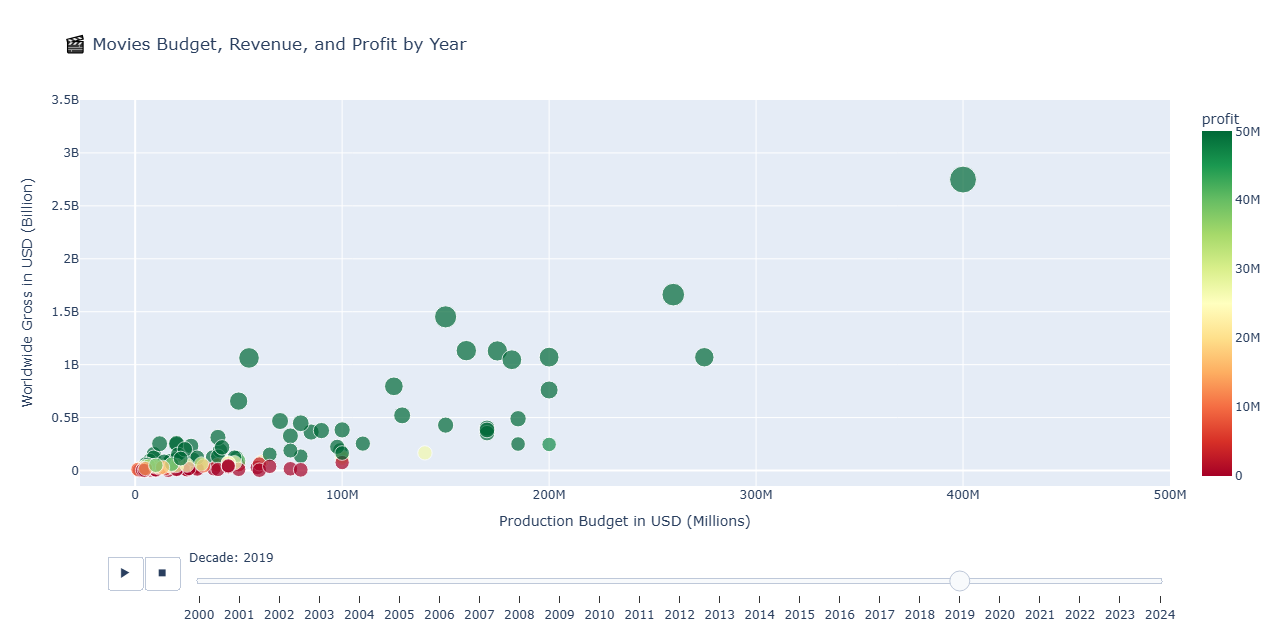 🎬 Movies Budget, Revenue, and Profit by Year
3.5B
3B
2.5B
2B
1.5B
1B
0.5B
0
Worldwide Gross in USD (Billion)
0 100M 200M 300M 400M 500M
Production Budget in USD (Millions)
profit
50M
40M
30M
20M
10M
0
Decade: 2019
2000 2001 2002 2003 2004 2005 2006 2007 2008 2009 2010 2011 2012 2013 2014 2015 2016 2017 2018 2019 2020 2021 2022 2023 2024